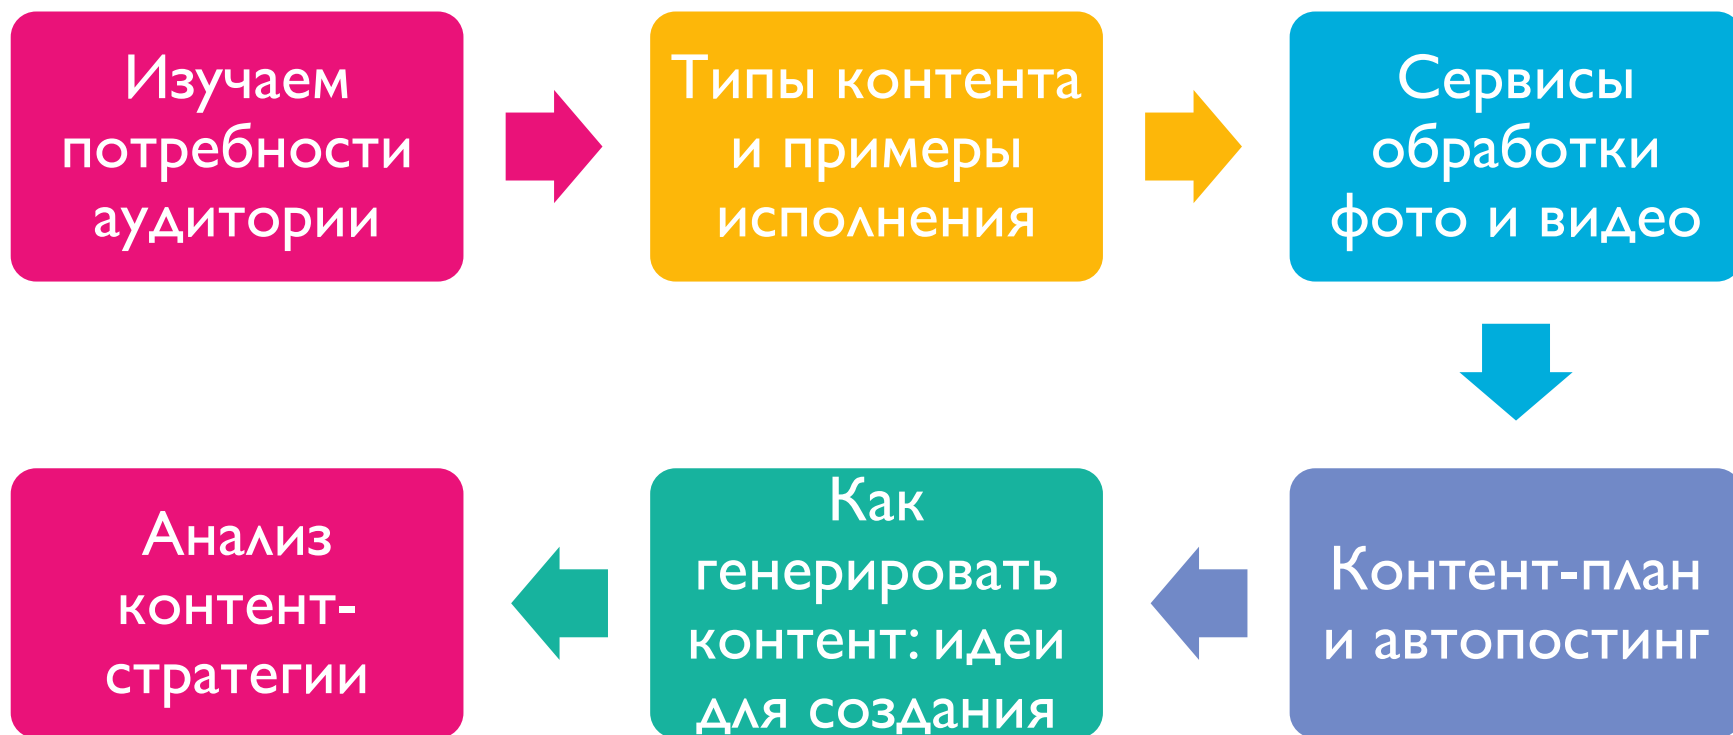 Изучаем
потребности
аудитории
Типы контента
и примеры
исполнения
Сервисы
обработки
фото и видео
Контент-план
и автопостинг
Как
генерировать
контент: идеи
для создания
Анализ
контент-
стратегии